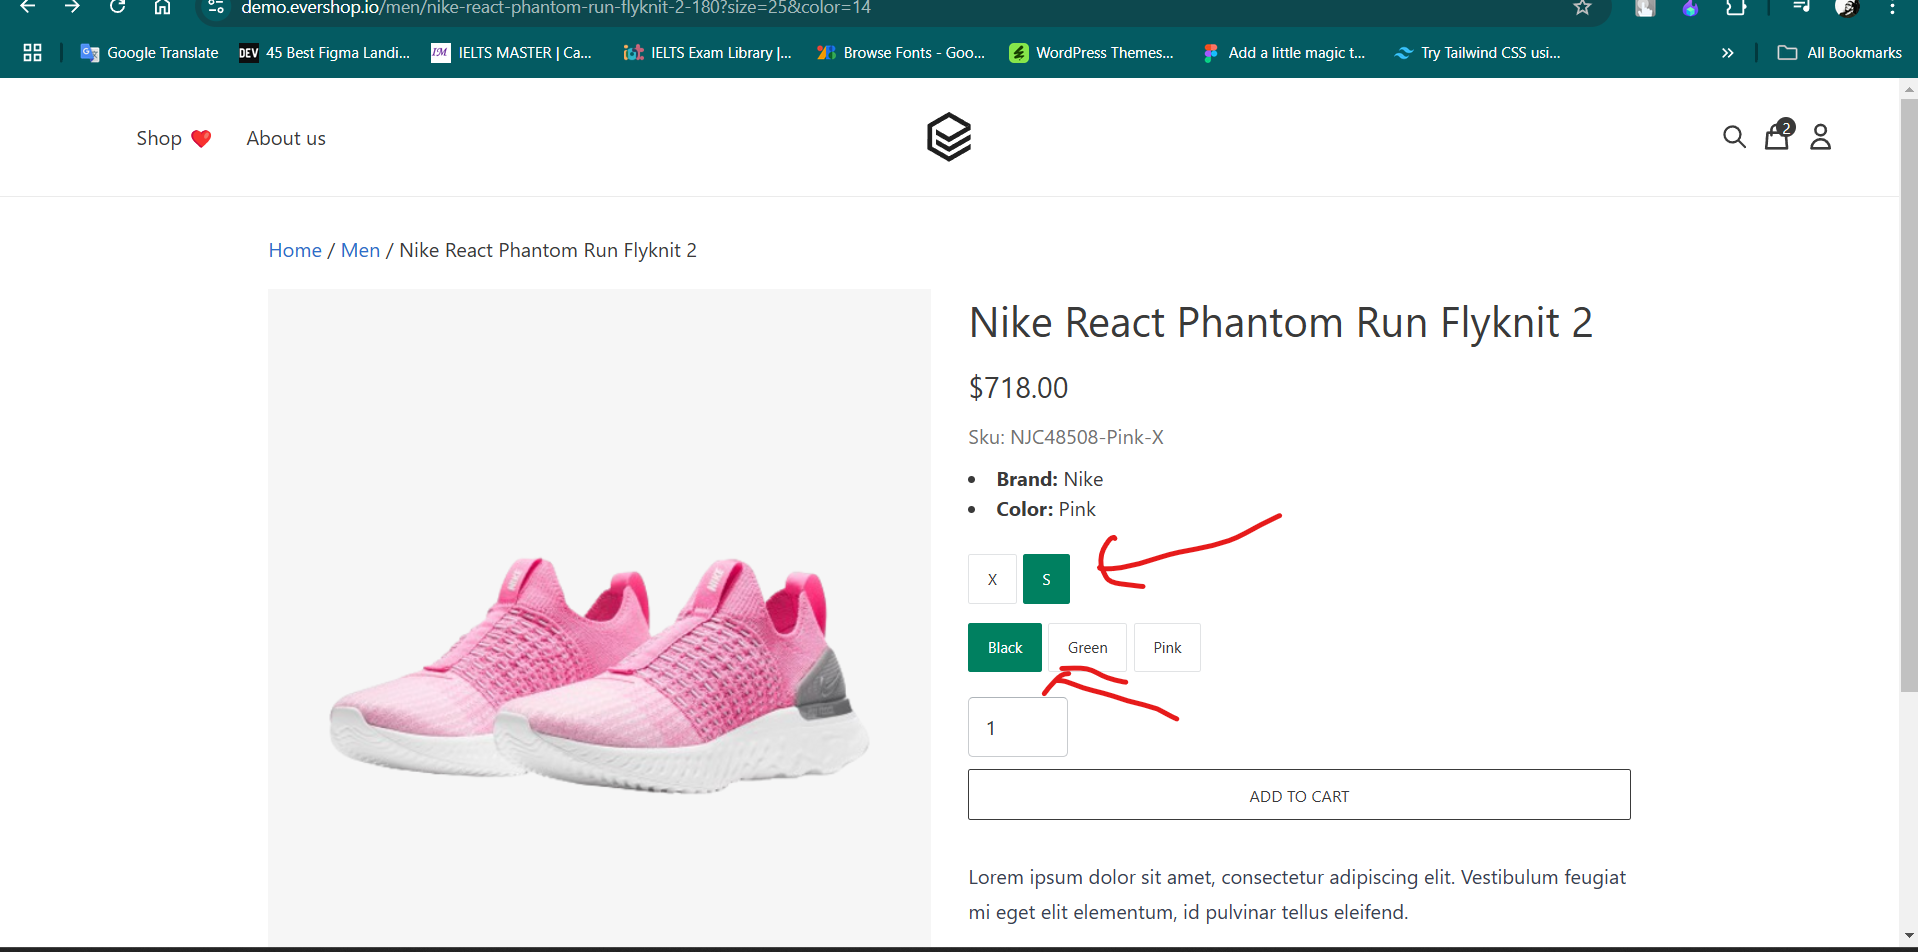 demo.evershop.io/men/nike-react-phantom-run-flyknit-2-180?size=25&color=14
Google Translate
DEV 45 Best Figma Landi...
IM IELTS MASTER | Ca...
iot IELTS Exam Library |...
Browse Fonts - Goo...
WordPress Themes...
Add a little magic t...
Try Tailwind CSS usi...
»
All Bookmarks
Shop ❤️ About us
2
Home / Men / Nike React Phantom Run Flyknit 2
Nike React Phantom Run Flyknit 2
$718.00
Sku: NJC48508-Pink-X
• Brand: Nike
• Color: Pink
X S
Black Green Pink
1
ADD TO CART
Lorem ipsum dolor sit amet, consectetur adipiscing elit. Vestibulum feugiat
mi eget elit elementum, id pulvinar tellus eleifend.
NIKE
NIKE